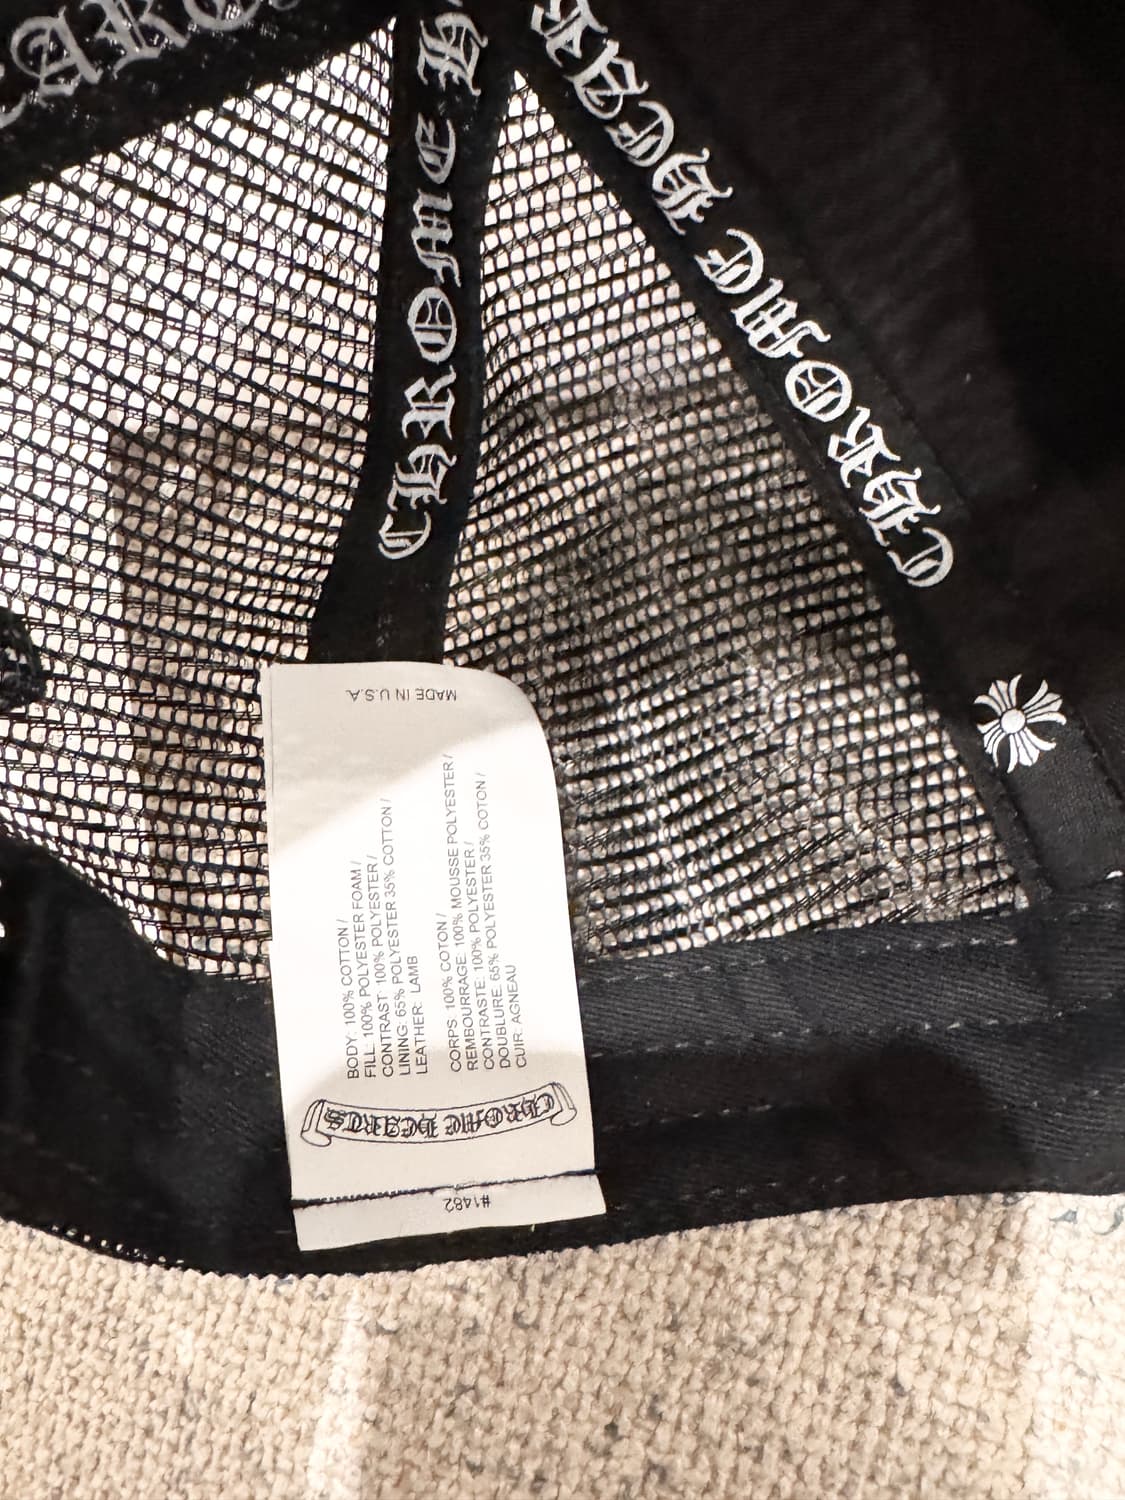 CHROME HEARTS
CHROME HEARTS
MADE IN U.S.A.
BODY: 100% COTTON /
FILL: 100% POLYESTER FOAM /
CONTRAST: 100% POLYESTER /
LINING: 65% POLYESTER 35% COTTON /
LEATHER: LAMB
CORPS: 100% COTON /
REMBOURRAGE: 100% MOUSSE POLYESTER /
CONTRASTE: 100% POLYESTER /
DOUBLURE: 65% POLYESTER 35% COTON /
CUIR: AGNEAU
CHROME HEARTS
#1482